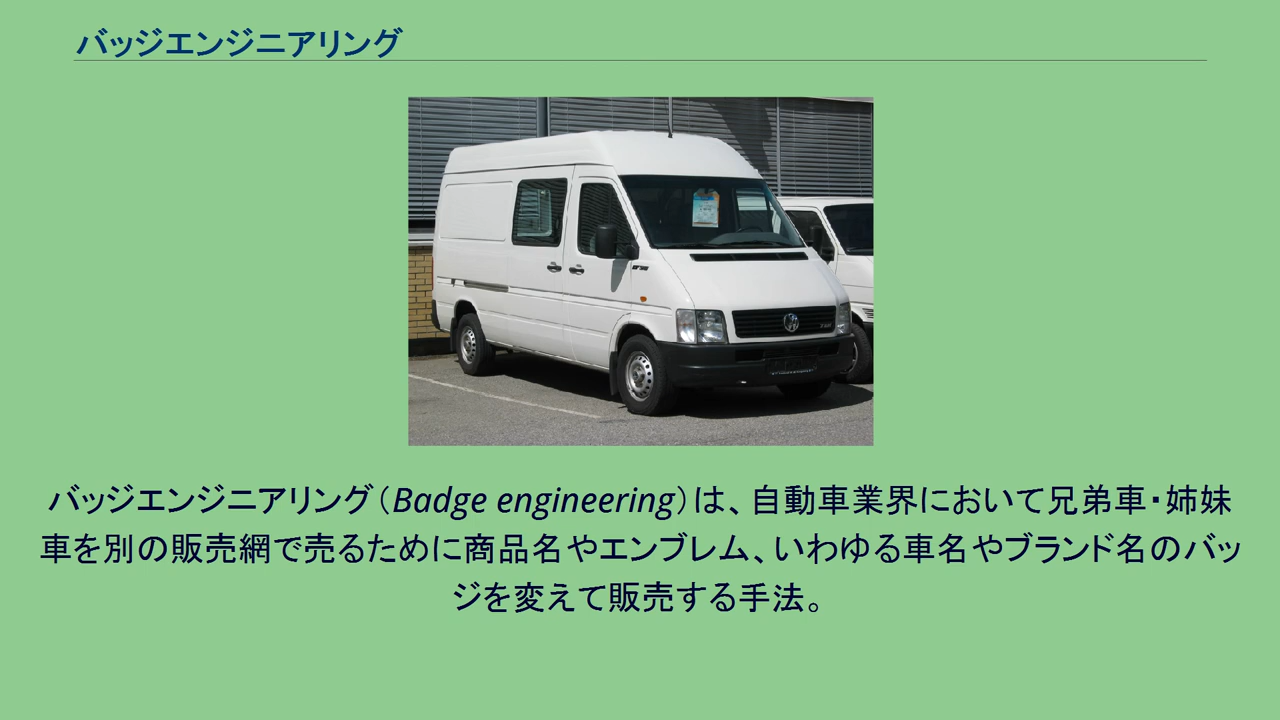 バッジエンジニアリング
バッジエンジニアリング（Badge engineering）は、自動車業界において兄弟車・姉妹
車を別の販売網で売るために商品名やエンブレム、いわゆる車名やブランド名のバッ
ジを変えて販売する手法。